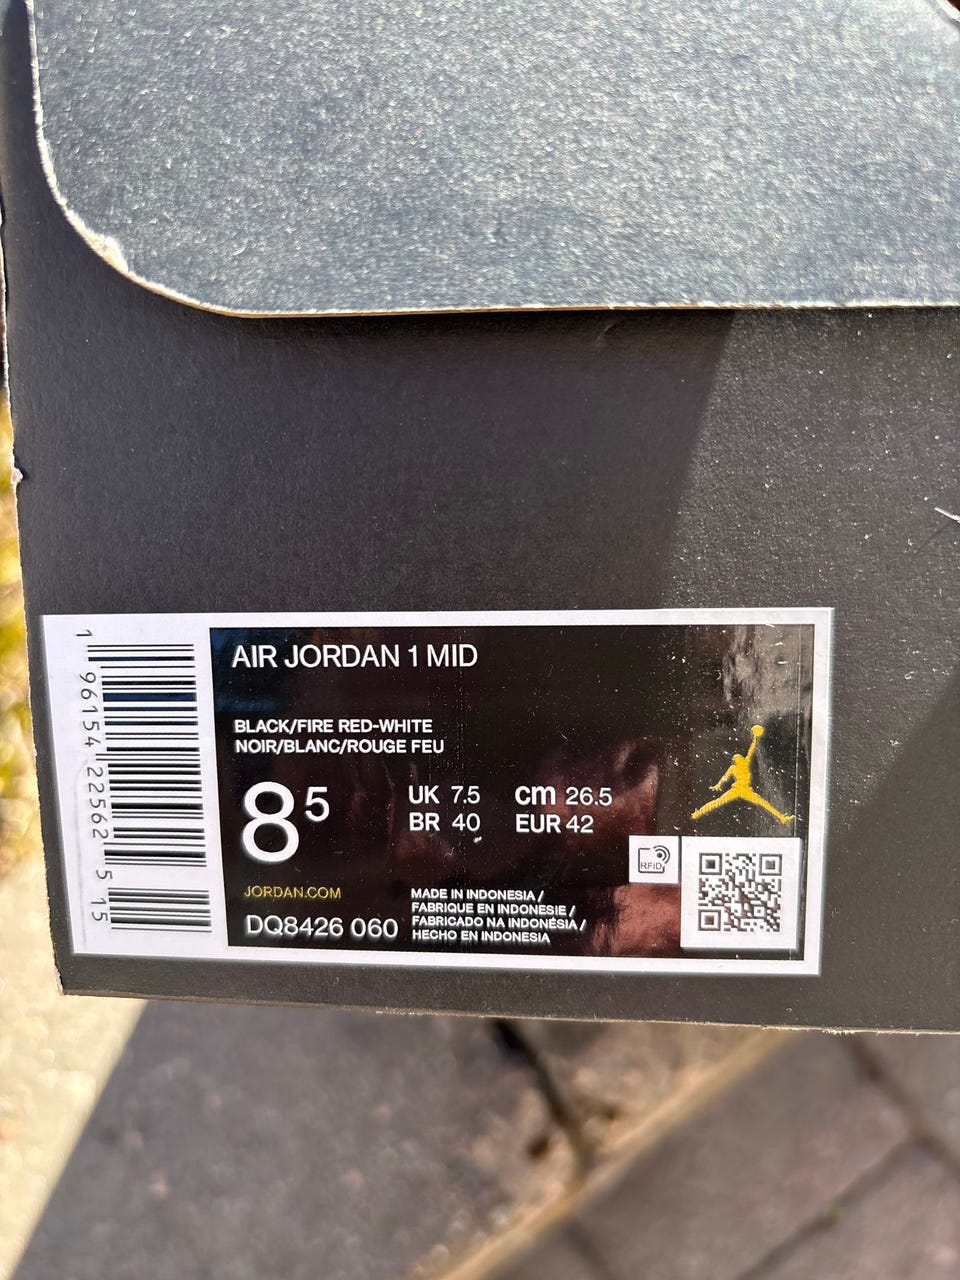 1 96154 22562 5 15
AIR JORDAN 1 MID
BLACK/FIRE RED-WHITE
NOIR/BLANC/ROUGE FEU
8 5
UK 7.5 cm 26.5
BR 40 EUR 42
RFID
JORDAN.COM
DQ8426 060
MADE IN INDONESIA /
FABRIQUE EN INDONESIE /
FABRICADO NA INDONÉSIA /
HECHO EN INDONESIA